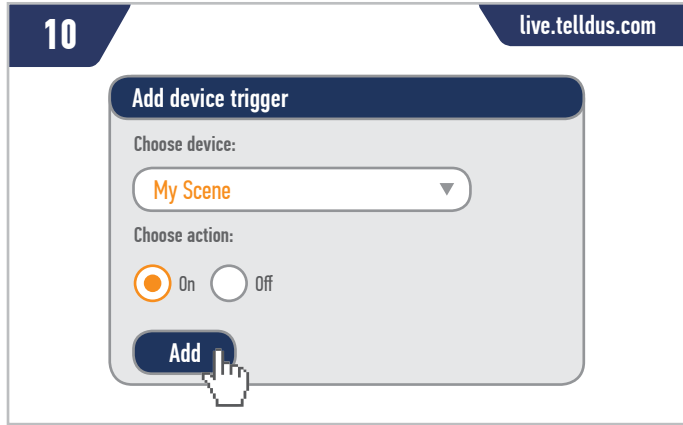 10
live.telldus.com
Add device trigger
Choose device:
My Scene
Choose action:
On Off
Add